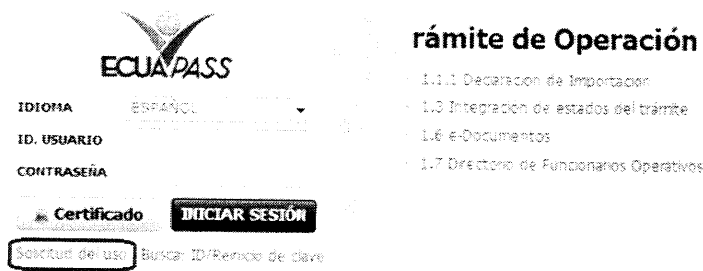 ECUAPASS
IDIOMA ESPAÑOL
ID. USUARIO
CONTRASEÑA
Certificado INICIAR SESIÓN
Solicitud de uso Buscar ID/Reinicio de clave
rámite de Operación
1.1.1 Declaracion de Importacion
1.3 Integracion de estados del trámite
1.6 e-Documentos
1.7 Directorio de Funcionarios Operativos